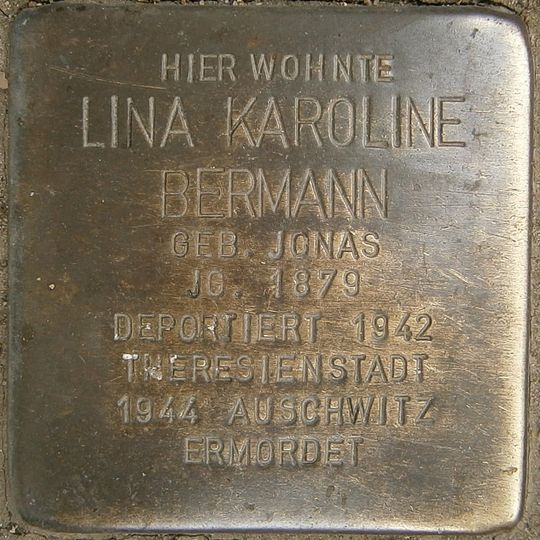 HIER WOHNTE
LINA KAROLINE
BERMANN
GEB. JONAS
JG. 1879
DEPORTIERT 1942
THERESIENSTADT
1944 AUSCHWITZ
ERMORDET